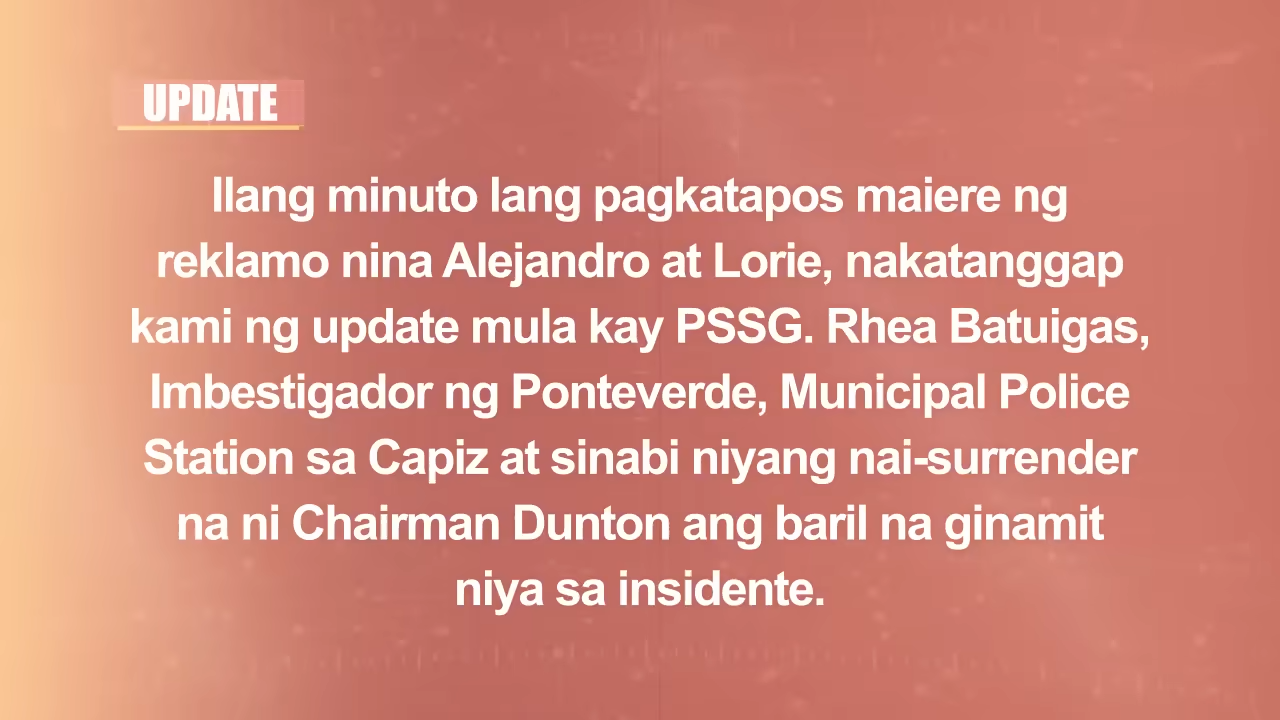 UPDATE
Ilang minuto lang pagkatapos maiere ng
reklamo nina Alejandro at Lorie, nakatanggap
kami ng update mula kay PSSG. Rhea Batuigas,
Imbestigador ng Ponteverde, Municipal Police
Station sa Capiz at sinabi niyang nai-surrender
na ni Chairman Dunton ang baril na ginamit
niya sa insidente.